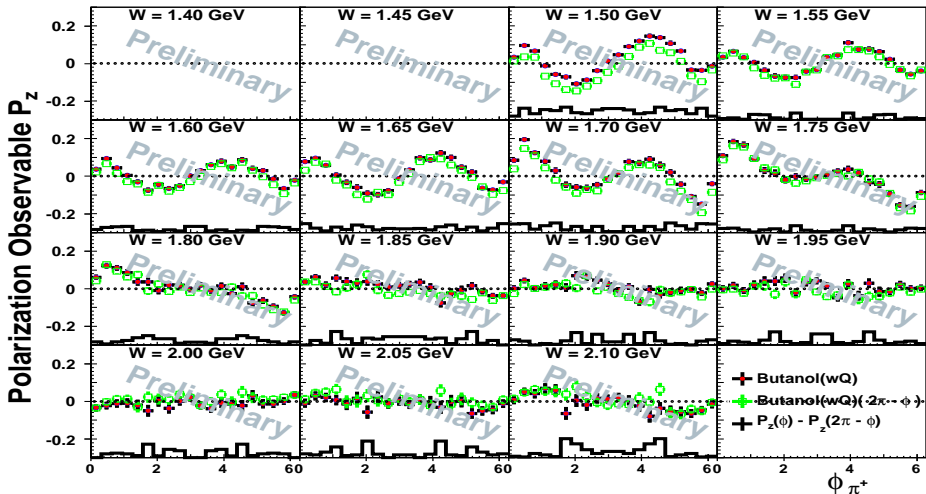 W = 1.40 GeV W = 1.45 GeV W = 1.50 GeV W = 1.55 GeV
0.2
0
-0.2
Preliminary Preliminary Preliminary Preliminary
W = 1.60 GeV W = 1.65 GeV W = 1.70 GeV W = 1.75 GeV
0.2
0
-0.2
Preliminary Preliminary Preliminary Preliminary
W = 1.80 GeV W = 1.85 GeV W = 1.90 GeV W = 1.95 GeV
0.2
0
-0.2
Preliminary Preliminary Preliminary Preliminary
W = 2.00 GeV W = 2.05 GeV W = 2.10 GeV
0.2
0
-0.2
Preliminary Preliminary Preliminary
Butanol(wQ)
Butanol(wQ)(2π - ϕ)
P_z(ϕ) - P_z(2π - ϕ)
0 2 4 6 0 2 4 6 0 2 4 6 0 2 4 6
ϕ π+
Polarization Observable P_z